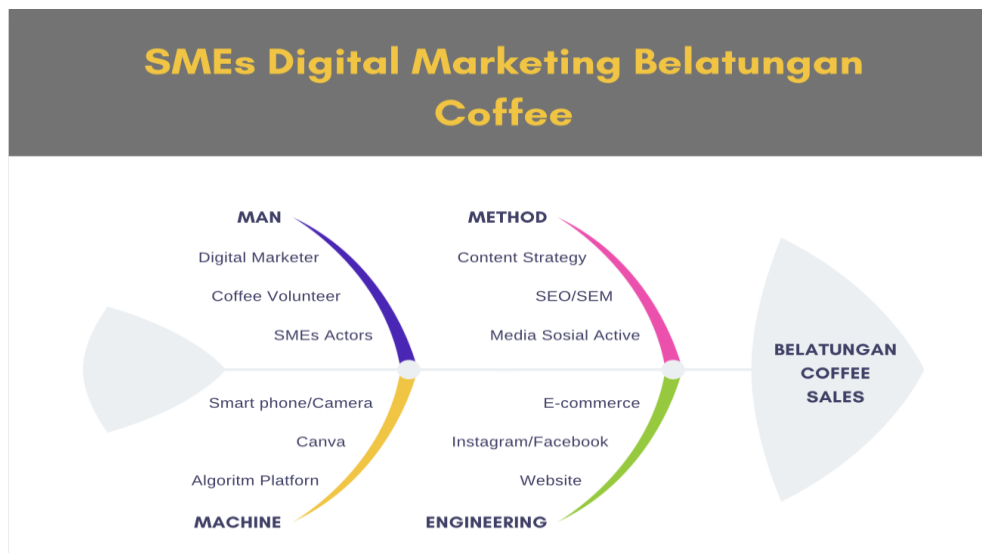 SMEs Digital Marketing Belatungan
Coffee
MAN
Digital Marketer
Coffee Volunteer
SMEs Actors
METHOD
Content Strategy
SEO/SEM
Media Sosial Active
BELATUNGAN
COFFEE
SALES
Smart phone/Camera
Canva
Algoritm Platforn
MACHINE
E-commerce
Instagram/Facebook
Website
ENGINEERING